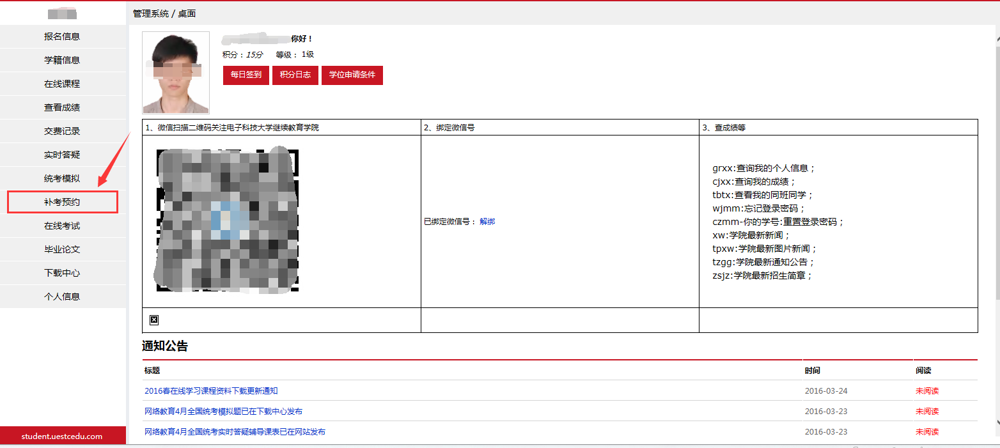 管理系统 / 桌面
报名信息
学籍信息
在线课程
查看成绩
交费记录
实时答疑
统考模拟
补考预约
在线考试
毕业论文
下载中心
个人信息
student.uestcedu.com
你好！
积分：15分 等级： 1级
每日签到 积分日志 学位申请条件
1、微信扫描二维码关注电子科技大学继续教育学院
2、绑定微信号
3、查成绩等
已绑定微信号： 解绑
grxx:查询我的个人信息；
cjxx:查询我的成绩；
tbtx:查看我的同班同学；
wjmm:忘记登录密码；
czmm-你的学号:重置登录密码；
xw:学院最新新闻；
tpxw:学院最新图片新闻；
tzgg:学院最新通知公告；
zsjz:学院最新招生简章；
通知公告
标题 时间 阅读
2016春在线学习课程资料下载更新通知 2016-03-24 未阅读
网络教育4月全国统考模拟题已在下载中心发布 2016-03-23 未阅读
网络教育4月全国统考实时答疑辅导课表已在网站发布 2016-03-23 未阅读